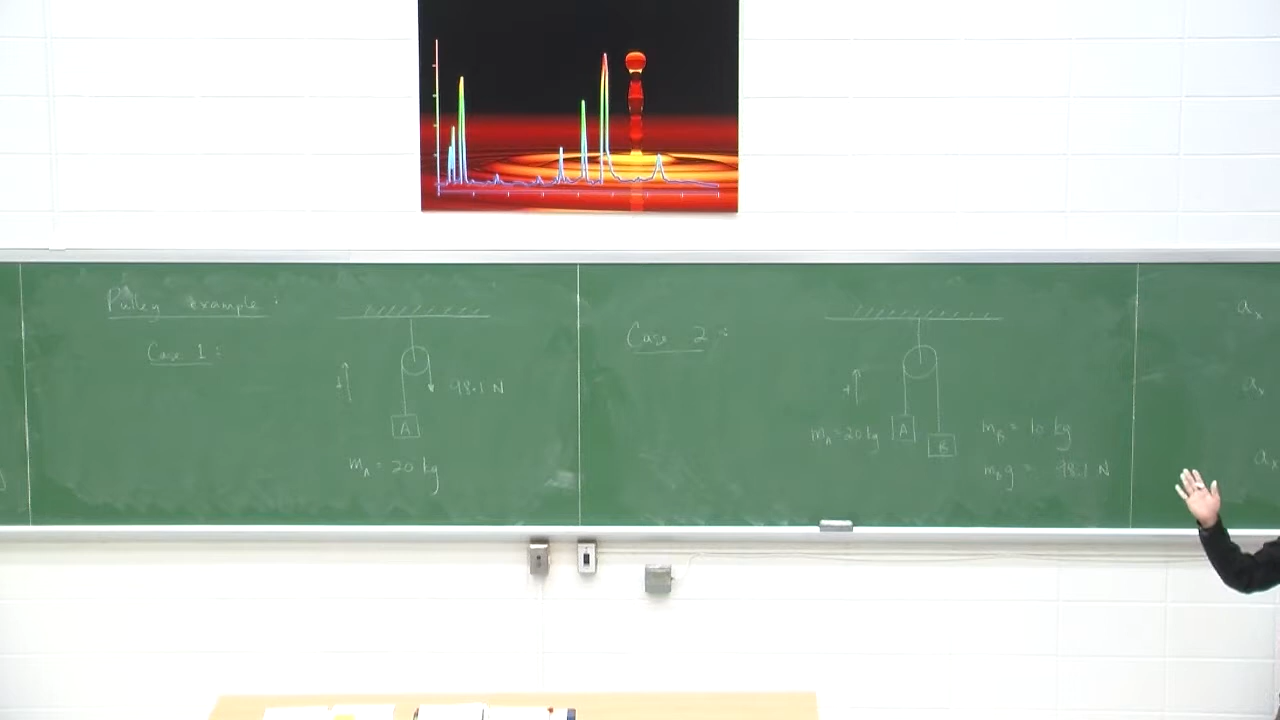 Pulley example :
Case 1 :
+
98.1 N
A
m_A = 20 kg
Case 2 :
+
m_A = 20 kg
A
B
m_B = 10 kg
m_B g = 98.1 N
a_x
a_x
a_x